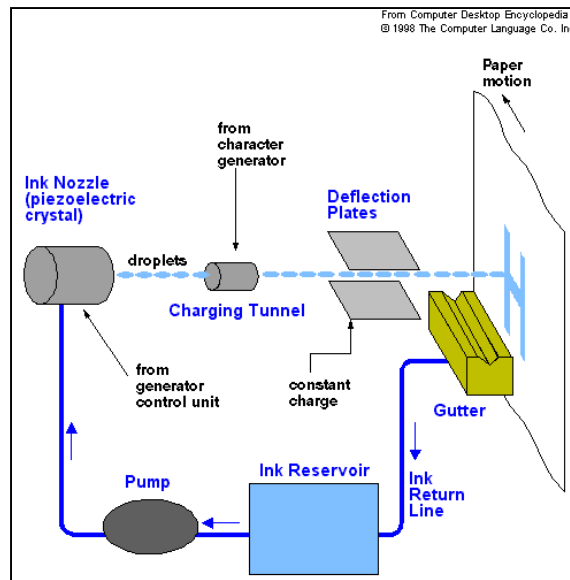 From Computer Desktop Encyclopedia
© 1998 The Computer Language Co. Inc
Paper
motion
from
character
generator
Ink Nozzle
(piezoelectric
crystal)
Deflection
Plates
droplets
Charging Tunnel
from
generator
control unit
constant
charge
Gutter
Pump
Ink Reservoir
Ink
Return
Line